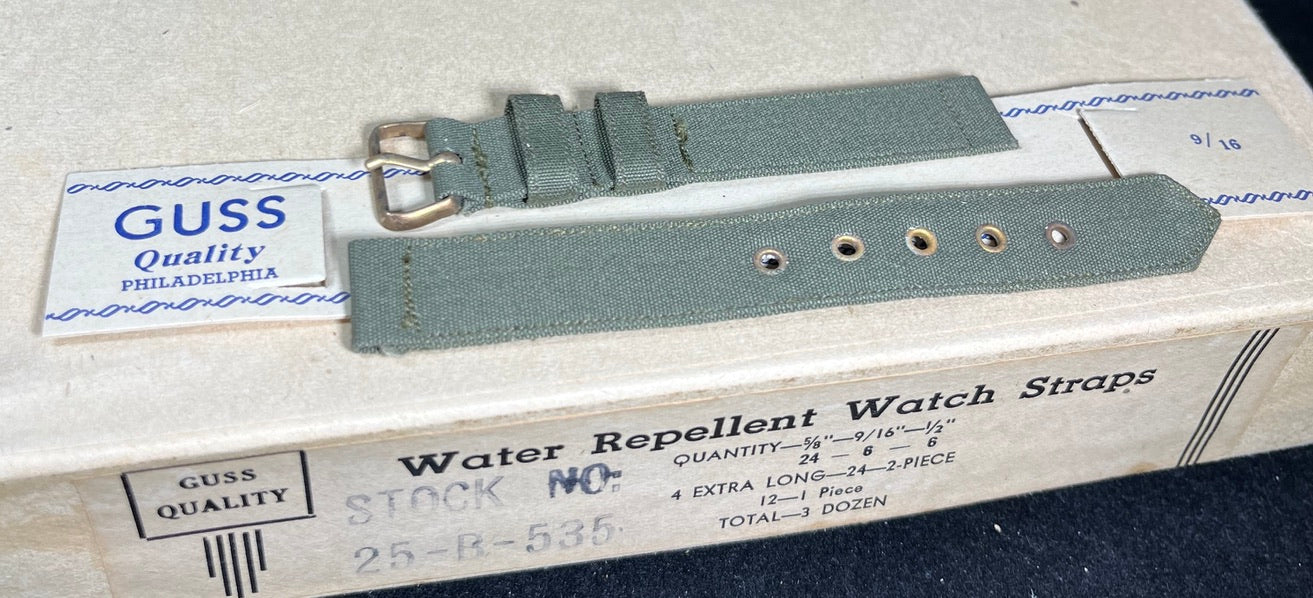 GUSS
Quality
PHILADELPHIA
9/16
Water Repellent Watch Straps
GUSS
QUALITY
STOCK NO:
25-B-535
QUANTITY—⅝"—9/16"—½"
24 — 6 — 6
4 EXTRA LONG—24—2-PIECE
12—1 Piece
TOTAL—3 DOZEN